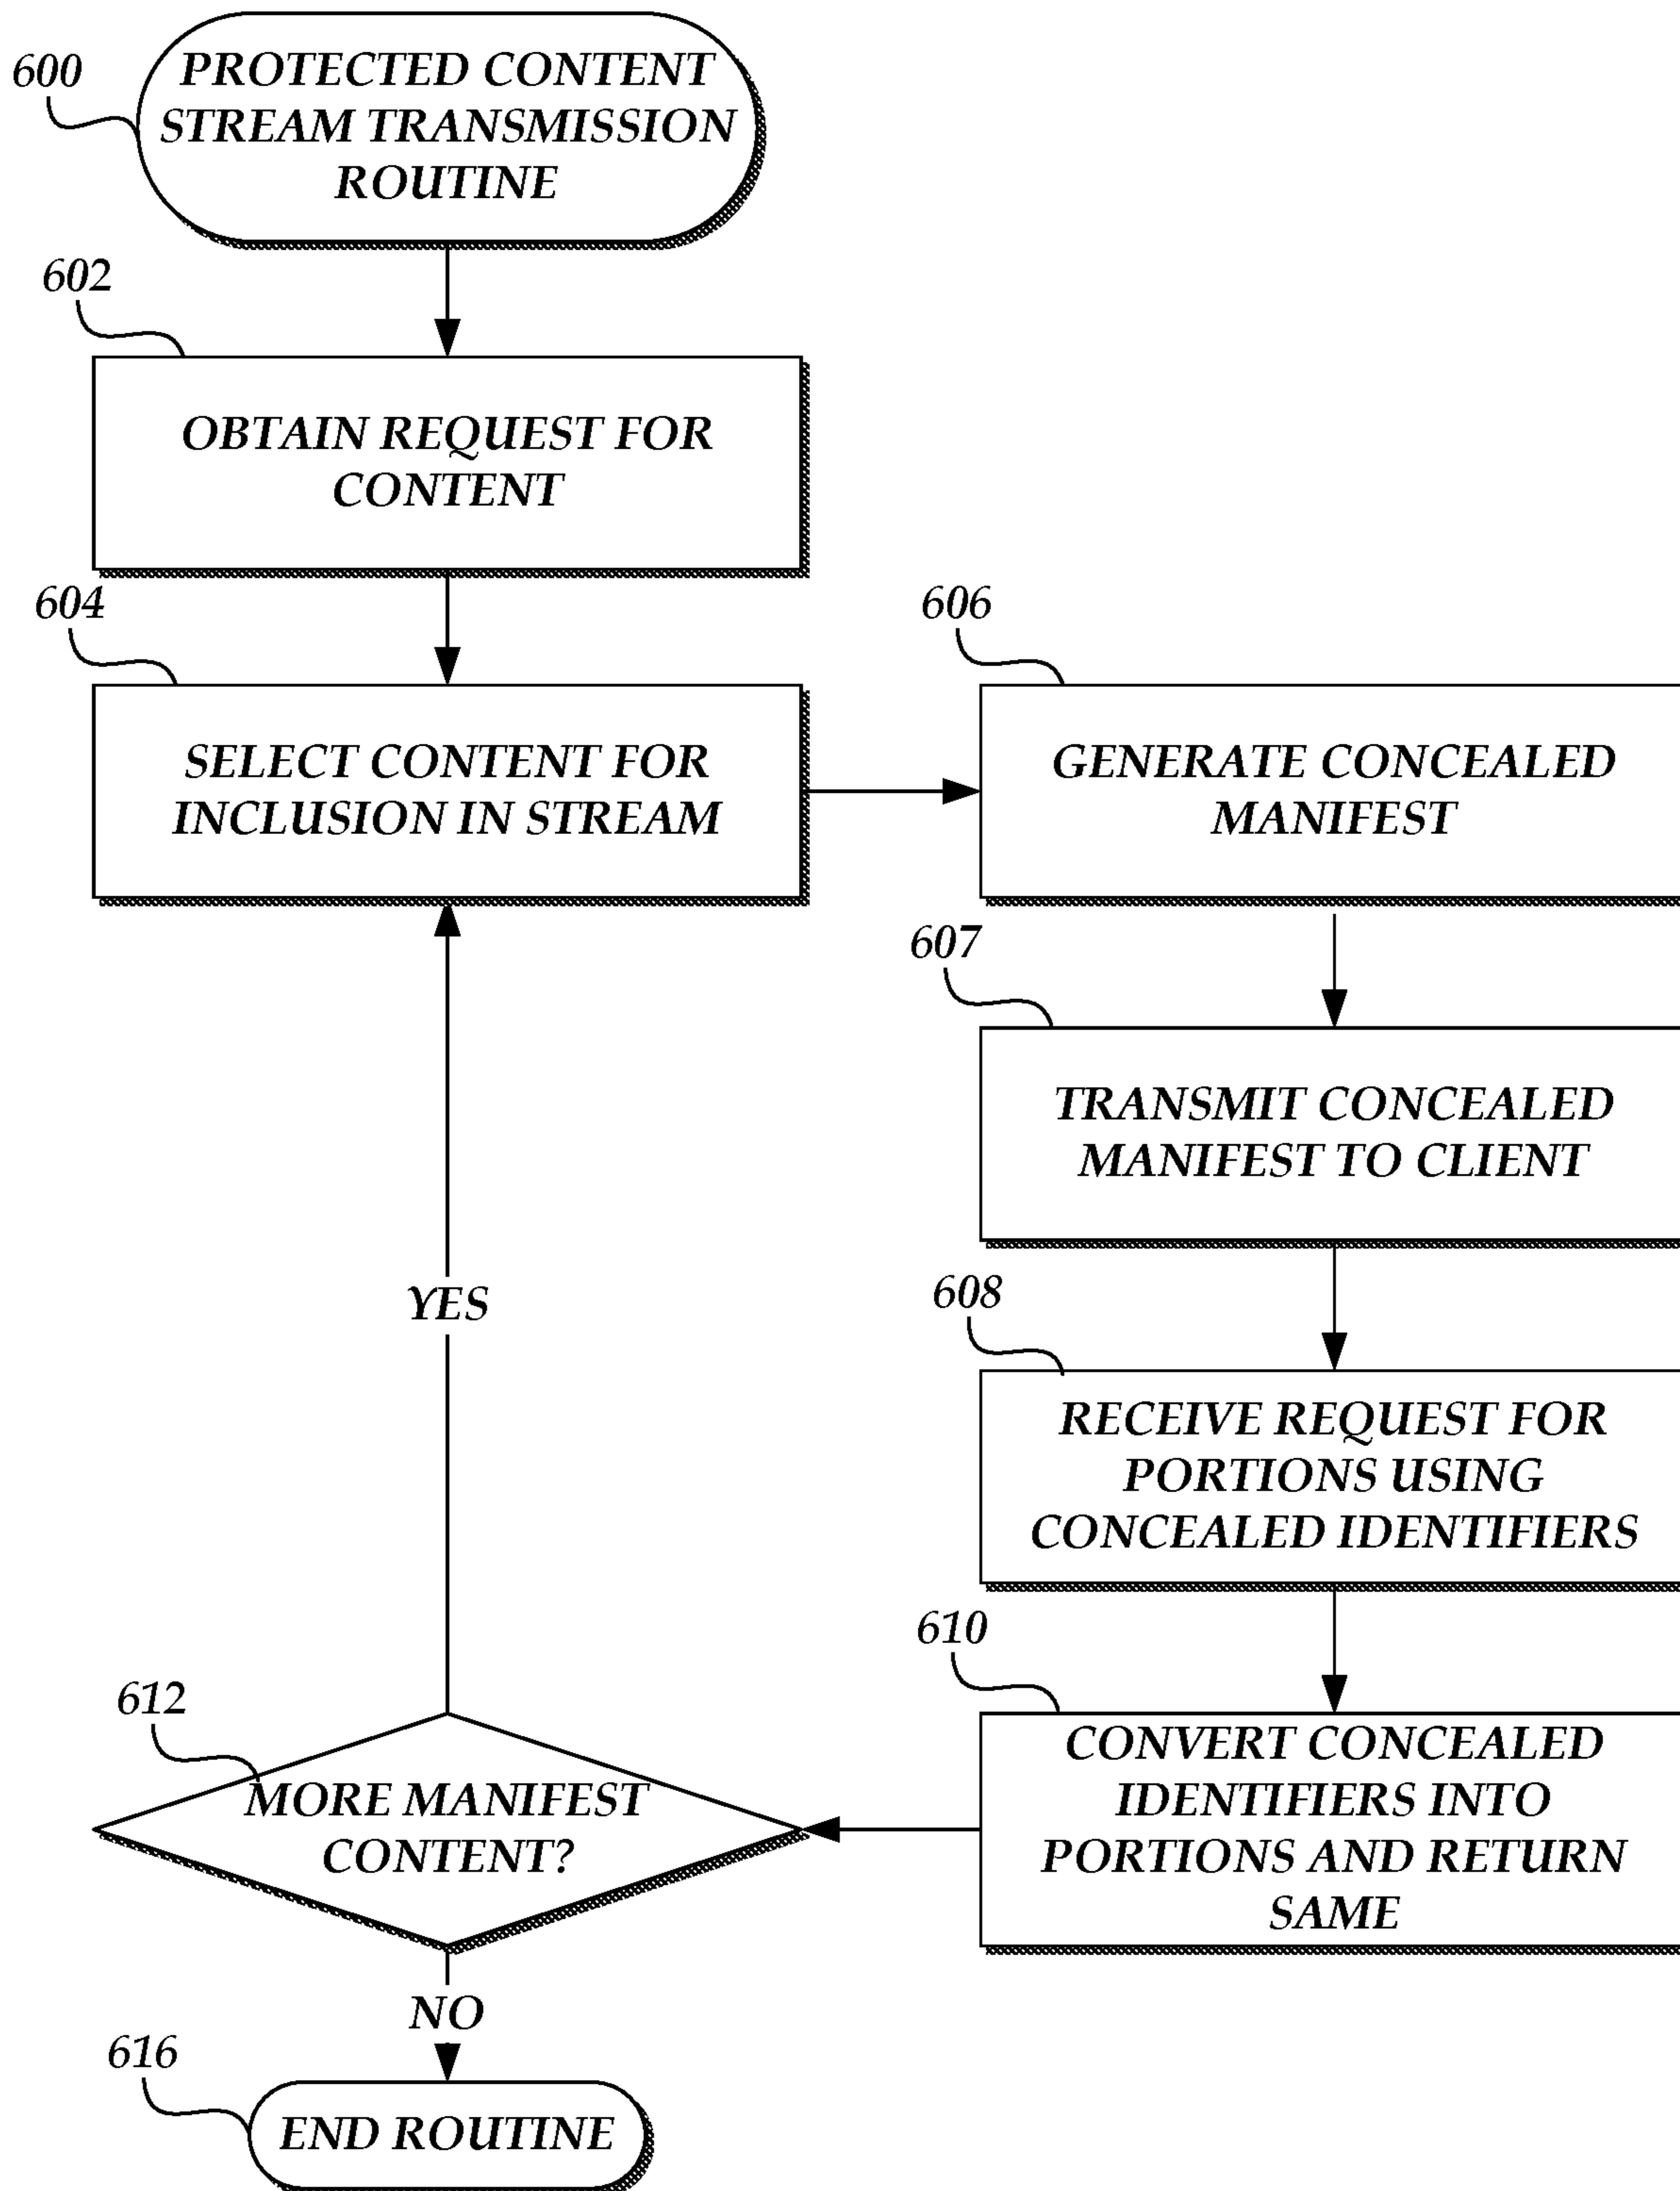 600
PROTECTED CONTENT
STREAM TRANSMISSION
ROUTINE
602
OBTAIN REQUEST FOR
CONTENT
604
SELECT CONTENT FOR
INCLUSION IN STREAM
606
GENERATE CONCEALED
MANIFEST
607
TRANSMIT CONCEALED
MANIFEST TO CLIENT
608
RECEIVE REQUEST FOR
PORTIONS USING
CONCEALED IDENTIFIERS
610
CONVERT CONCEALED
IDENTIFIERS INTO
PORTIONS AND RETURN
SAME
612
MORE MANIFEST
CONTENT?
YES
NO
616
END ROUTINE